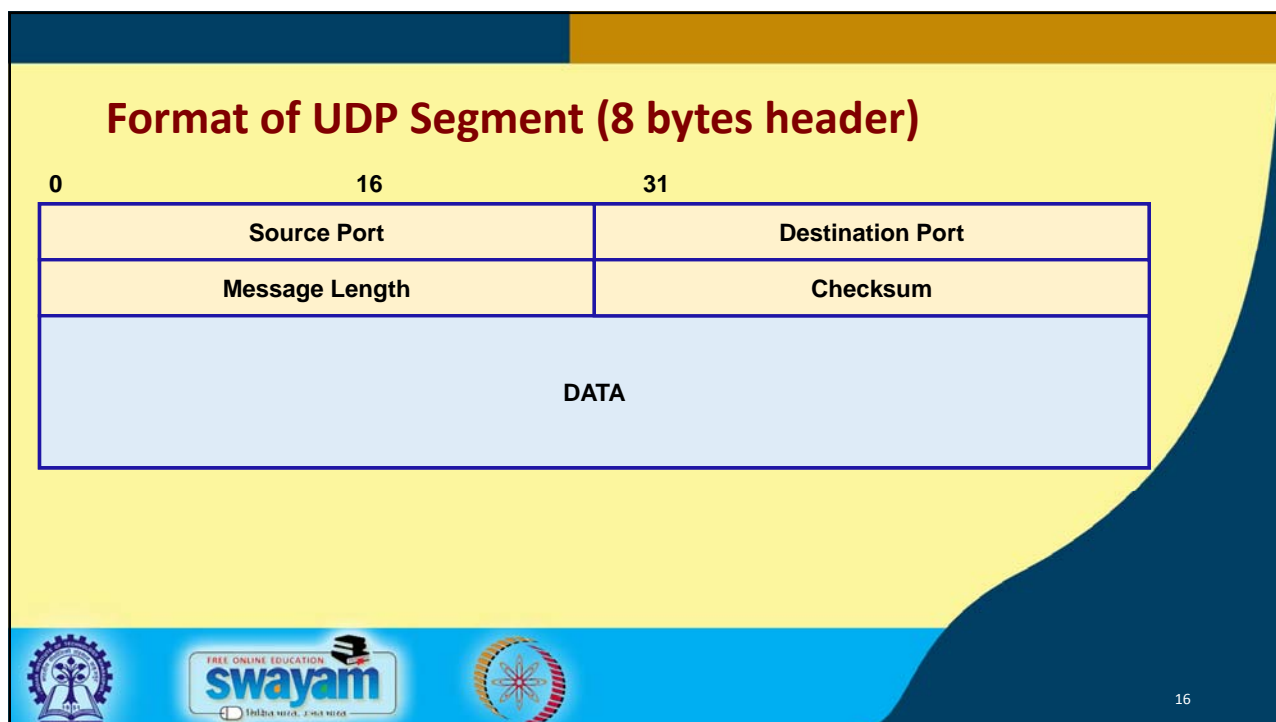 Format of UDP Segment (8 bytes header)
0 16 31
Source Port Destination Port
Message Length Checksum
DATA
FREE ONLINE EDUCATION
swayam
16